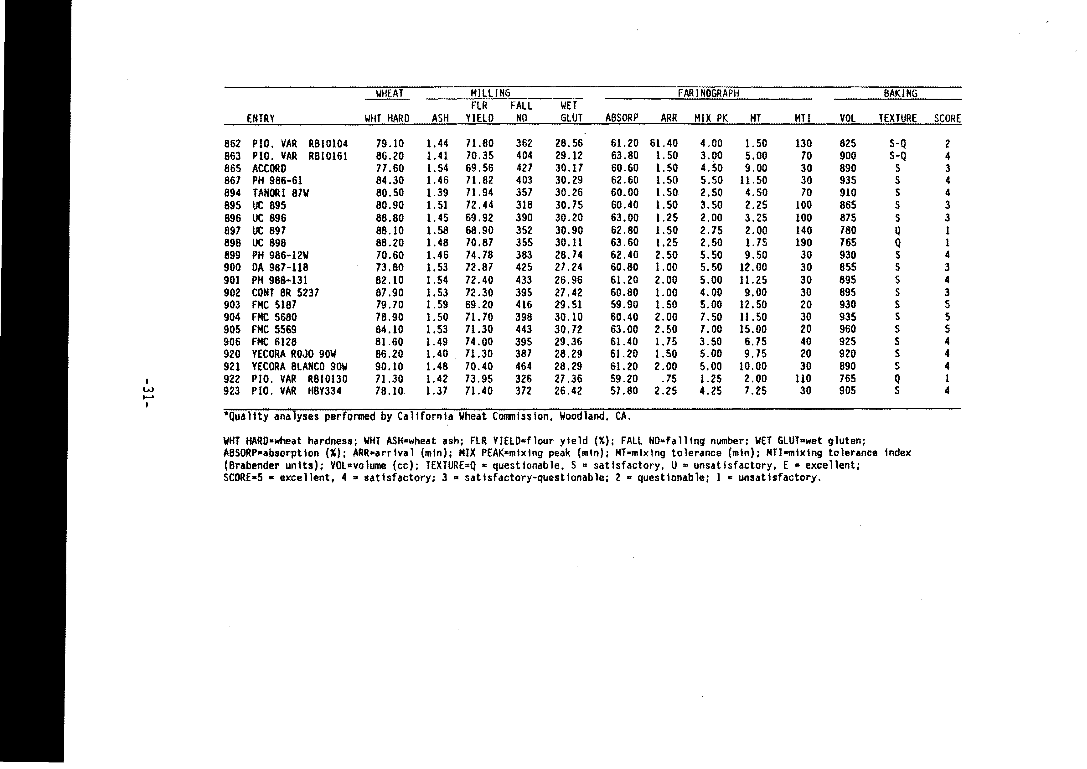 WHEAT MILLING FARINOGRAPH BAKING
FLR FALL WET
ENTRY WHT HARD ASH YIELD NO GLUT ABSORP ARR MIX PK MT MTI VOL TEXTURE SCORE
862 PIO. VAR RBI0104 79.10 1.44 71.80 362 28.56 61.20 61.40 4.00 1.50 130 825 S-Q 2
863 PIO. VAR RBI0161 86.20 1.41 70.35 404 29.12 63.80 1.50 3.00 5.00 70 900 S-Q 4
865 ACCORD 77.60 1.54 69.56 427 30.17 60.60 1.50 4.50 9.00 30 890 S 3
867 PH 986-61 84.30 1.46 71.82 403 30.29 62.60 1.50 5.50 11.50 30 935 S 4
894 TANORI 87W 80.50 1.39 71.94 357 30.26 60.00 1.50 2.50 4.50 70 910 S 4
895 UC 895 80.90 1.51 72.44 318 30.75 60.40 1.50 3.50 2.25 100 865 S 3
896 UC 896 88.80 1.45 69.92 390 30.20 63.00 1.25 2.00 3.25 100 875 S 3
897 UC 897 88.10 1.58 68.90 352 30.90 62.80 1.50 2.75 2.00 140 780 Q 1
898 UC 898 88.20 1.48 70.87 355 30.11 63.60 1.25 2.50 1.75 190 765 Q 1
899 PH 986-12W 70.60 1.46 74.78 383 28.74 62.40 2.50 5.50 9.50 30 930 S 4
900 DA 987-118 73.80 1.53 72.87 425 27.24 60.80 1.00 5.50 12.00 30 855 S 3
901 PH 988-131 82.10 1.54 72.40 433 26.96 61.20 2.00 5.00 11.25 30 895 S 4
902 CONT BR 5237 87.90 1.53 72.30 395 27.42 60.80 1.00 4.00 9.00 30 895 S 3
903 FMC 5187 79.70 1.59 69.20 416 29.51 59.90 1.50 5.00 12.50 20 930 S 5
904 FMC 5680 78.90 1.50 71.70 398 30.10 60.40 2.00 7.50 11.50 30 935 S 5
905 FMC 5569 84.10 1.53 71.30 443 30.72 63.00 2.50 7.00 15.00 20 960 S 5
906 FMC 6128 81.60 1.49 74.00 395 29.36 61.40 1.75 3.50 6.75 40 925 S 4
920 YECORA ROJO 90W 86.20 1.40 71.30 387 28.29 61.20 1.50 5.00 9.75 20 920 S 4
921 YECORA BLANCO 90W 90.10 1.48 70.40 464 28.29 61.20 2.00 5.00 10.00 30 890 S 4
922 PIO. VAR RBI0130 71.30 1.42 73.95 326 27.36 59.20 .75 1.25 2.00 110 765 Q 1
923 PIO. VAR HBY334 78.10 1.37 71.40 372 26.42 57.80 2.25 4.25 7.25 30 905 S 4
*Quality analyses performed by California Wheat Commission, Woodland, CA.
WHT HARD=wheat hardness; WHT ASH=wheat ash; FLR YIELD=flour yield (%); FALL NO=falling number; WET GLUT=wet gluten;
ABSORP=absorption (%); ARR=arrival (min); MIX PEAK=mixing peak (min); MT=mixing tolerance (min); MTI=mixing tolerance index
(Brabender units); VOL=volume (cc); TEXTURE=Q = questionable, S = satisfactory, U = unsatisfactory, E = excellent;
SCORE=5 = excellent, 4 = satisfactory; 3 = satisfactory-questionable; 2 = questionable; 1 = unsatisfactory.
-31-